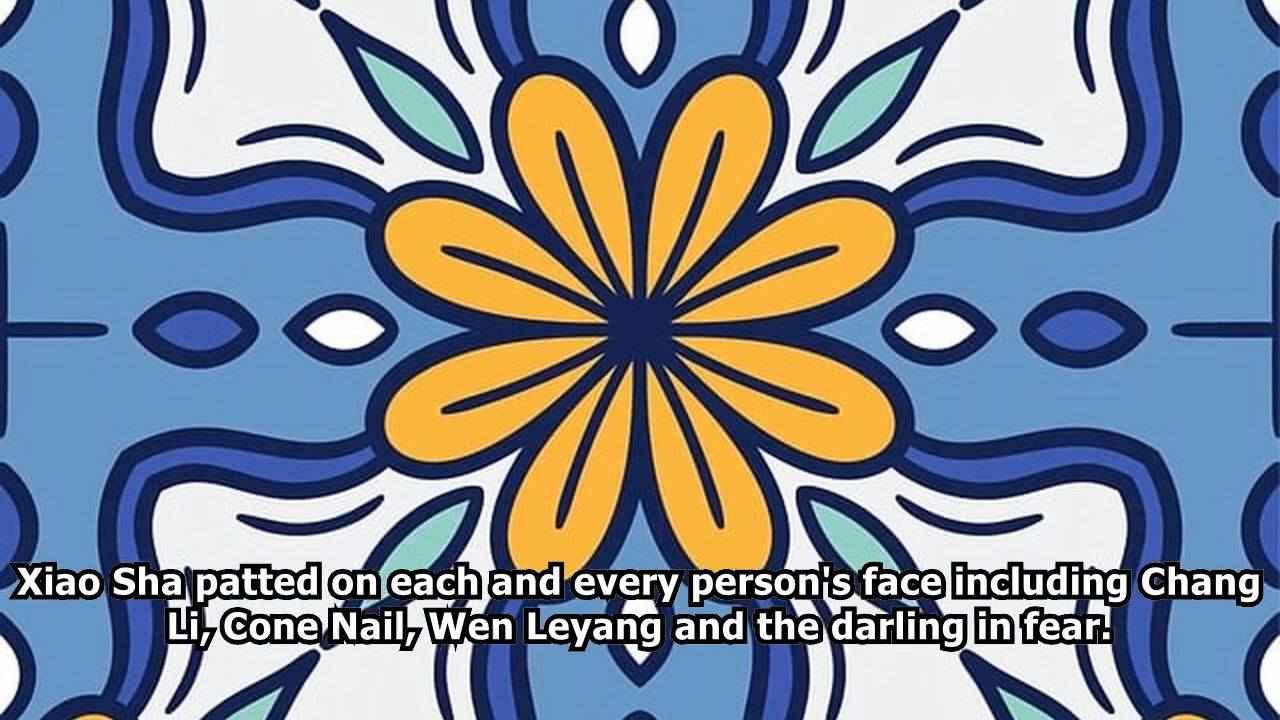 Xiao Sha patted on each and every person's face including Chang
Li, Cone Nail, Wen Leyang and the darling in fear.